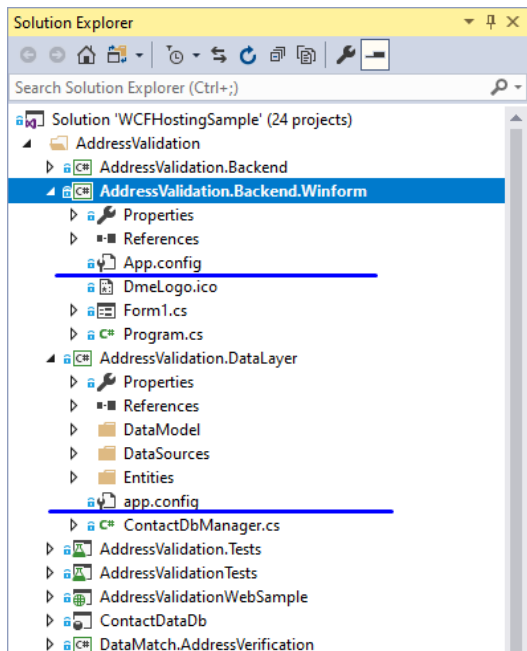 Solution Explorer
Search Solution Explorer (Ctrl+;)
Solution 'WCFHostingSample' (24 projects)
AddressValidation
C# AddressValidation.Backend
C# AddressValidation.Backend.Winform
Properties
References
App.config
DmeLogo.ico
Form1.cs
C# Program.cs
C# AddressValidation.DataLayer
Properties
References
DataModel
DataSources
Entities
app.config
C# ContactDbManager.cs
AddressValidation.Tests
AddressValidationTests
AddressValidationWebSample
ContactDataDb
C# DataMatch.AddressVerification